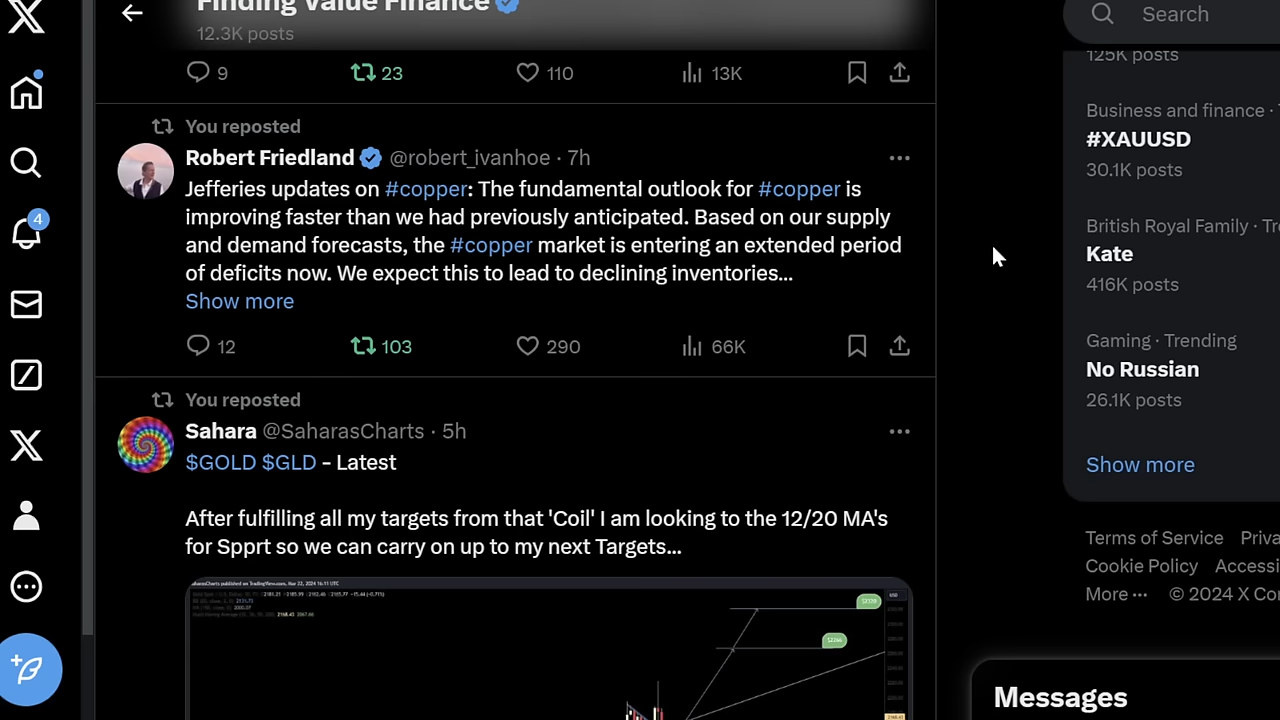 Finding Value Finance
12.3K posts
9 23 110 13K
You reposted
Robert Friedland @robert_ivanhoe · 7h
Jefferies updates on #copper: The fundamental outlook for #copper is
improving faster than we had previously anticipated. Based on our supply
and demand forecasts, the #copper market is entering an extended period
of deficits now. We expect this to lead to declining inventories...
Show more
12 103 290 66K
You reposted
Sahara @SaharasCharts · 5h
$GOLD $GLD - Latest
After fulfilling all my targets from that 'Coil' I am looking to the 12/20 MA's
for Spprt so we can carry on up to my next Targets...
4
Search
125K posts
Business and finance ·
#XAUUSD
30.1K posts
British Royal Family ·
Kate
416K posts
Gaming · Trending
No Russian
26.1K posts
Show more
Terms of Service
Cookie Policy
More ··· © 2024 X
Messages